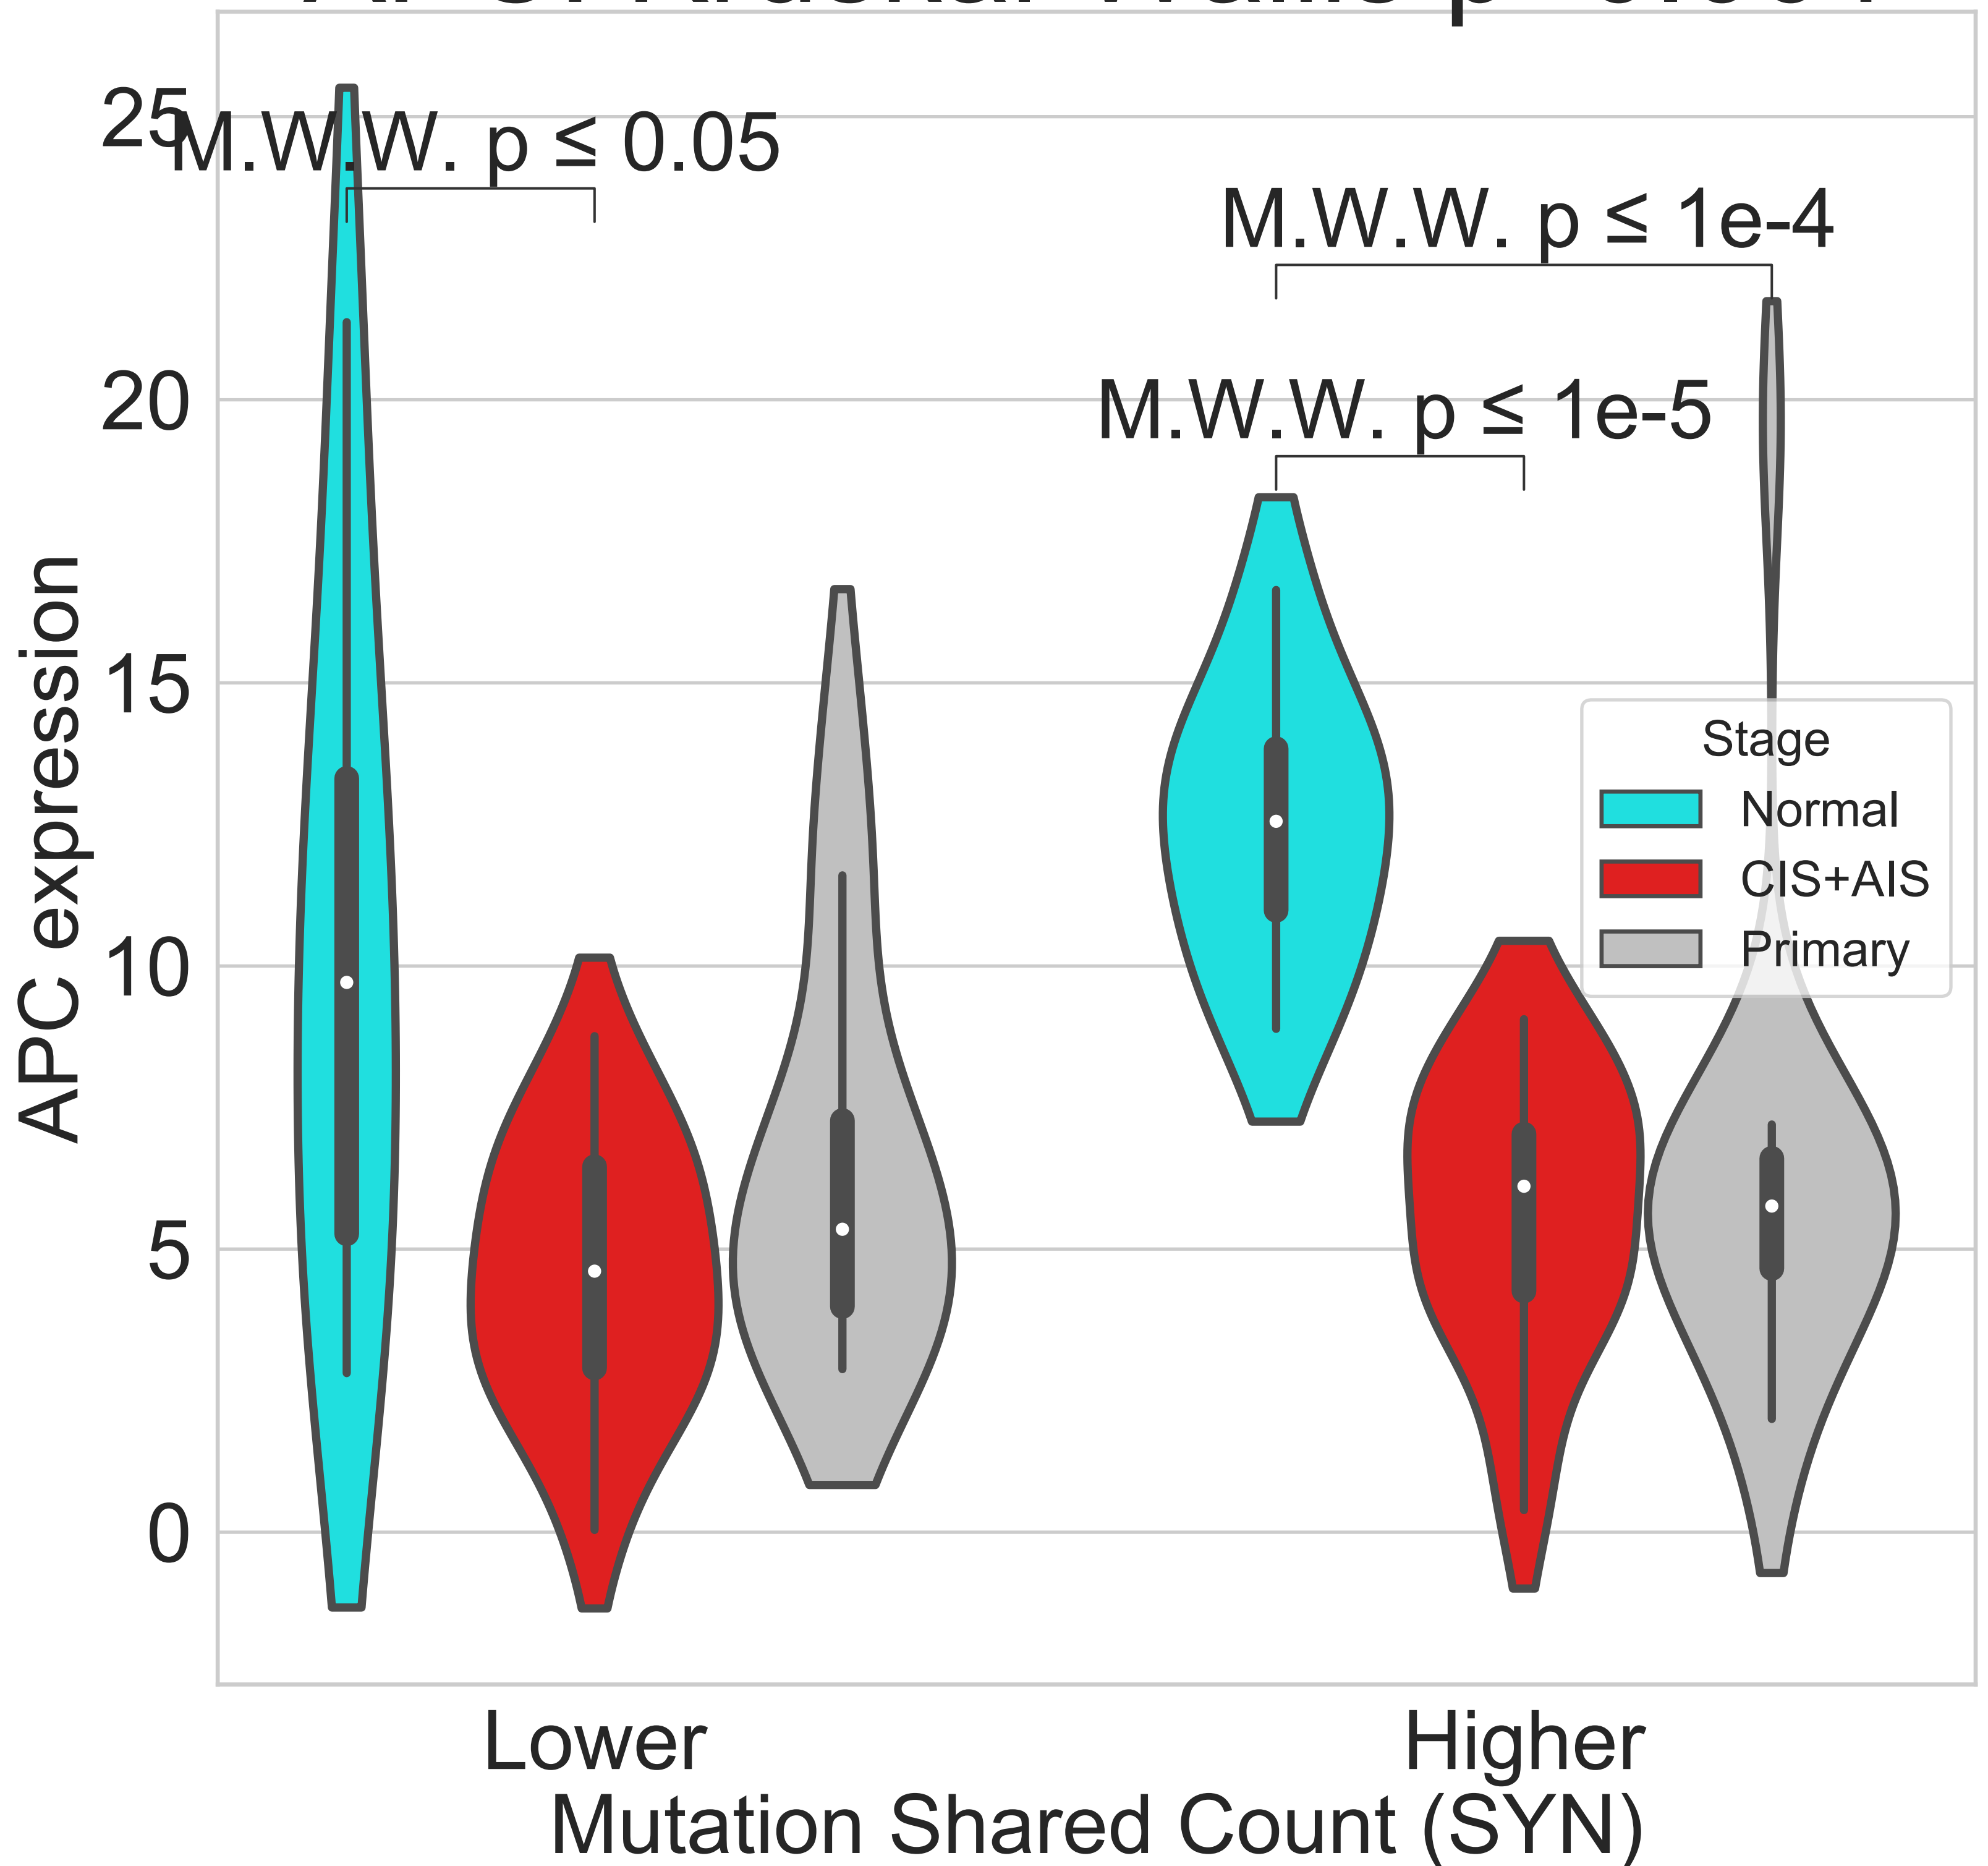 25
M.W.W. p ≤ 0.05
M.W.W. p ≤ 1e-4
20
M.W.W. p ≤ 1e-5
15
10
5
0
APC expression
Stage
Normal
CIS+AIS
Primary
Lower
Higher
Mutation Shared Count (SYN)